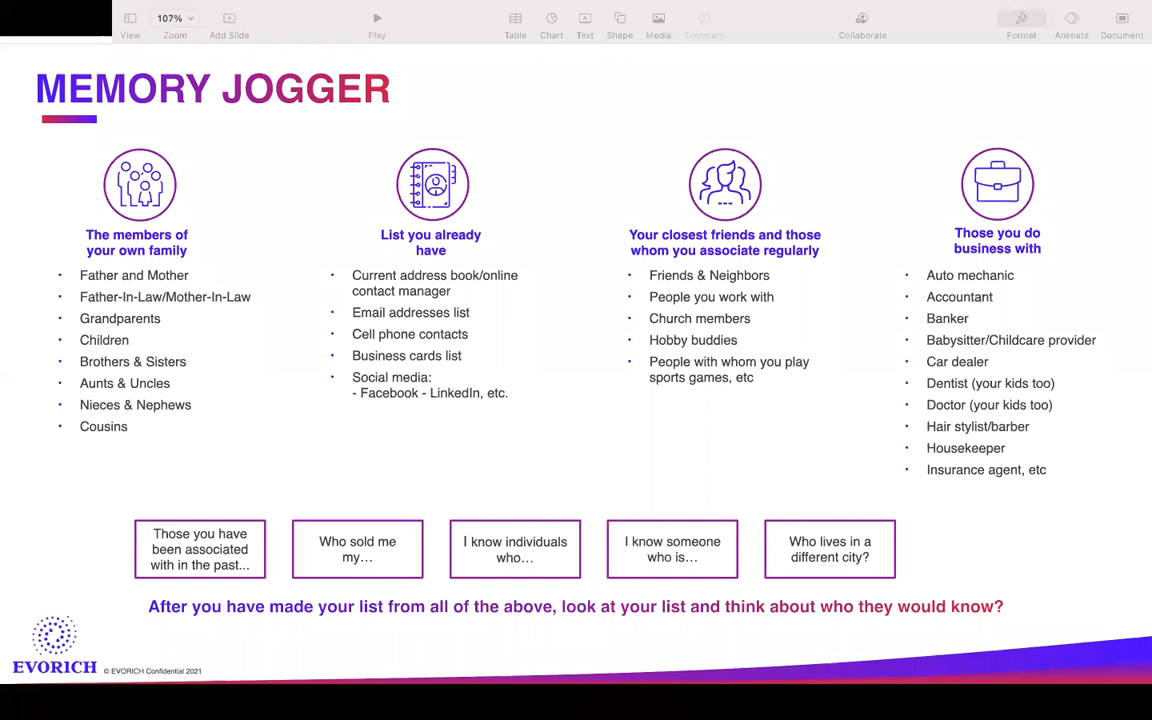 107%
View
Zoom
Add Slide
Play
Table
Chart
Text
Shape
Media
Comment
Collaborate
Format
Animate
Document
MEMORY JOGGER
The members of
your own family
• Father and Mother
• Father-In-Law/Mother-In-Law
• Grandparents
• Children
• Brothers & Sisters
• Aunts & Uncles
• Nieces & Nephews
• Cousins
List you already
have
• Current address book/online
contact manager
• Email addresses list
• Cell phone contacts
• Business cards list
• Social media:
- Facebook - LinkedIn, etc.
Your closest friends and those
whom you associate regularly
• Friends & Neighbors
• People you work with
• Church members
• Hobby buddies
• People with whom you play
sports games, etc
Those you do
business with
• Auto mechanic
• Accountant
• Banker
• Babysitter/Childcare provider
• Car dealer
• Dentist (your kids too)
• Doctor (your kids too)
• Hair stylist/barber
• Housekeeper
• Insurance agent, etc
Those you have
been associated
with in the past...
Who sold me
my…
I know individuals
who…
I know someone
who is…
Who lives in a
different city?
After you have made your list from all of the above, look at your list and think about who they would know?
EVORICH
© EVORICH Confidential 2021